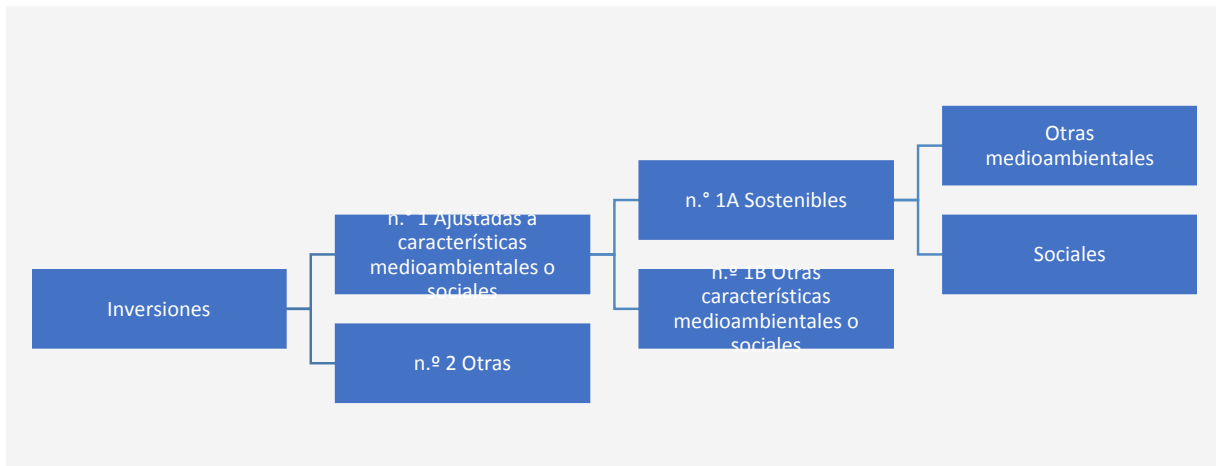 Inversiones
n.° 1 Ajustadas a
características
medioambientales o
sociales
n.º 2 Otras
n.° 1A Sostenibles
n.º 1B Otras
características
medioambientales o
sociales
Otras
medioambientales
Sociales